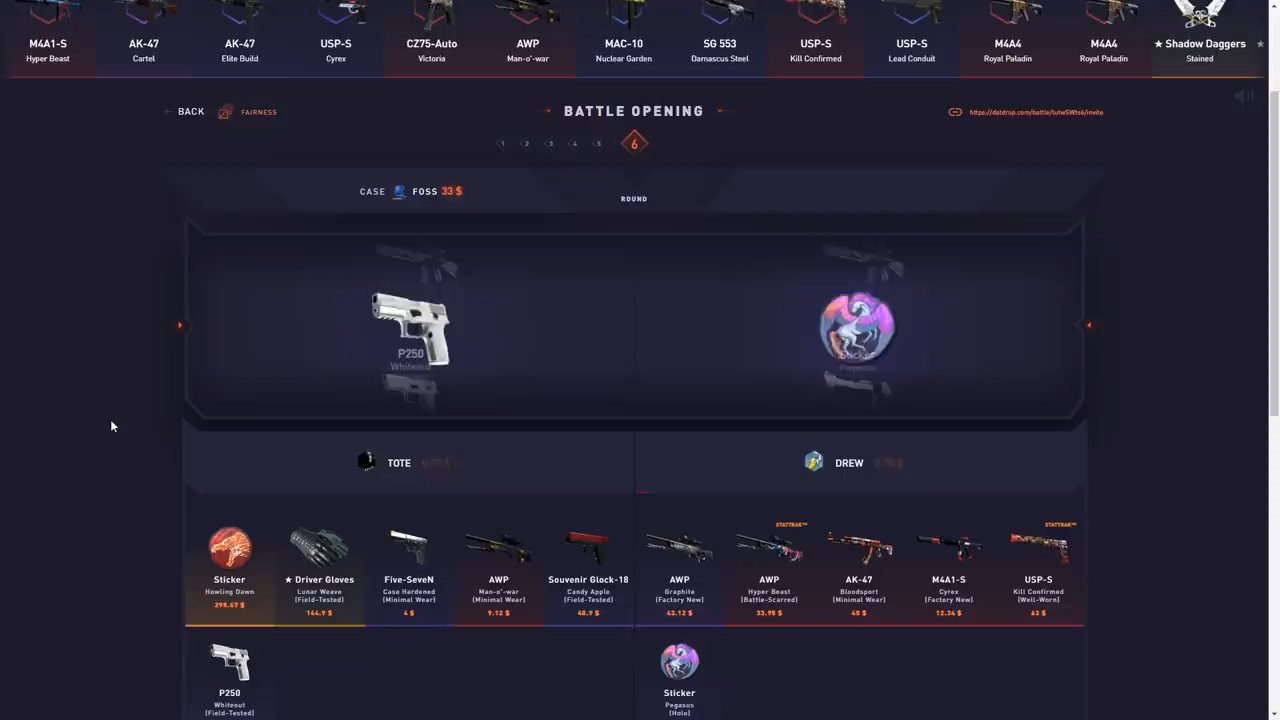 M4A1-S AK-47 AK-47 USP-S CZ75-Auto AWP MAC-10 SG 553 USP-S USP-S M4A4 M4A4 ★ Shadow Daggers ★
Hyper Beast Cartel Elite Build Cyrex Victoria Man-o'-war Nuclear Garden Damascus Steel Kill Confirmed Lead Conduit Royal Paladin Royal Paladin Stained
← BACK FAIRNESS BATTLE OPENING https://datdrop.com/battle/tutwSWts6/invite
1 2 3 4 5 6
CASE FOSS 33 $
ROUND
P250
Whiteout
Sticker
Pegasus
TOTE
DREW
STATTRAK™ STATTRAK™
Sticker ★ Driver Gloves Five-SeveN AWP Souvenir Glock-18 AWP AWP AK-47 M4A1-S USP-S
Howling Dawn Lunar Weave Case Hardened Man-o'-war Candy Apple Graphite Hyper Beast Bloodsport Cyrex Kill Confirmed
(Field-Tested) (Minimal Wear) (Minimal Wear) (Field-Tested) (Factory New) (Battle-Scarred) (Minimal Wear) (Factory New) (Well-Worn)
298.67 $ 144.9 $ 4 $ 9.12 $ 40.9 $ 43.12 $ 33.95 $ 45 $ 12.34 $ 63 $
P250 Sticker
Whiteout Pegasus
(Field-Tested) (Holo)